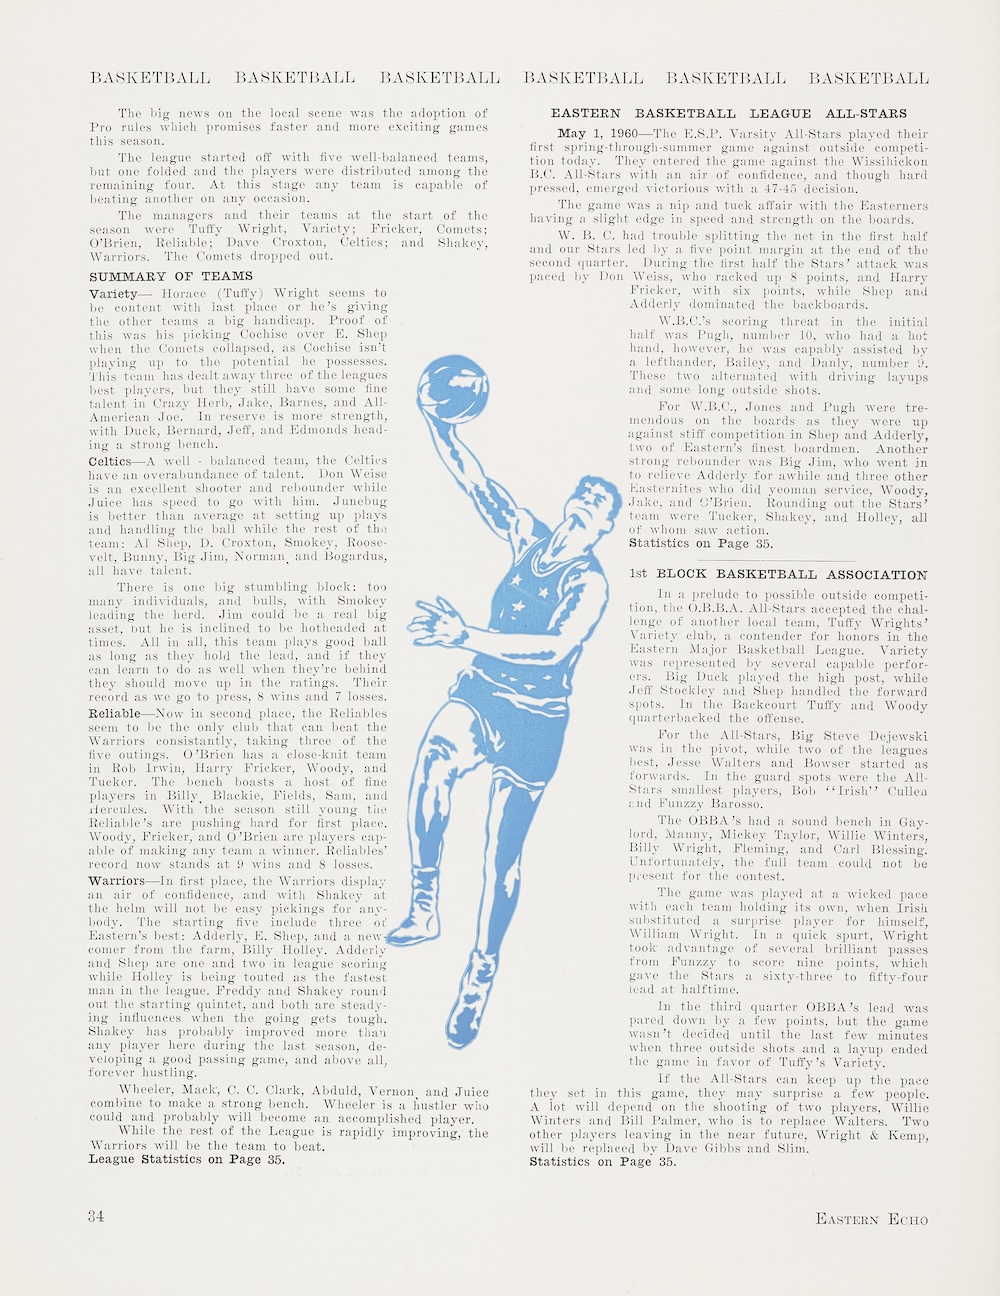 BASKETBALL BASKETBALL BASKETBALL BASKETBALL BASKETBALL BASKETBALL
The big news on the local scene was the adoption of
Pro rules which promises faster and more exciting games
this season.
The league started off with five well-balanced teams,
but one folded and the players were distributed among the
remaining four. At this stage any team is capable of
beating another on any occasion.
The managers and their teams at the start of the
season were Tuffy Wright, Variety; Fricker, Comets;
O'Brien, Reliable; Dave Croxton, Celtics; and Shakey,
Warriors. The Comets dropped out.
SUMMARY OF TEAMS
Variety— Horace (Tuffy) Wright seems to
be content with last place or he's giving
the other teams a big handicap. Proof of
this was his picking Cochise over E. Shep
when the Comets collapsed, as Cochise isn't
playing up to the potential he possesses.
This team has dealt away three of the leagues
best players, but they still have some fine
talent in Crazy Herb, Jake, Barnes, and All-
American Joe. In reserve is more strength,
with Duck, Bernard, Jeff, and Edmonds head-
ing a strong bench.
Celtics—A well - balanced team, the Celtics
have an overabundance of talent. Don Weise
is an excellent shooter and rebounder while
Juice has speed to go with him. Junebug
is better than average at setting up plays
and handling the ball while the rest of the
team: Al Shep, D. Croxton, Smokey, Roose-
velt, Bunny, Big Jim, Norman, and Bogardus,
all have talent.
There is one big stumbling block: too
many individuals, and bulls, with Smokey
leading the herd. Jim could be a real big
asset, but he is inclined to be hotheaded at
times. All in all, this team plays good ball
as long as they hold the lead, and if they
can learn to do as well when they're behind
they should move up in the ratings. Their
record as we go to press, 8 wins and 7 losses.
Reliable—Now in second place, the Reliables
seem to be the only club that can beat the
Warriors consistantly, taking three of the
five outings. O'Brien has a close-knit team
in Rob Irwin, Harry Fricker, Woody, and
Tucker. The bench boasts a host of fine
players in Billy, Blackie, Fields, Sam, and
Hercules. With the season still young the
Reliable's are pushing hard for first place.
Woody, Fricker, and O'Brien are players cap-
able of making any team a winner. Reliables'
record now stands at 9 wins and 8 losses.
Warriors—In first place, the Warriors display
an air of confidence, and with Shakey at
the helm will not be easy pickings for any-
body. The starting five include three of
Eastern's best: Adderly, E. Shep, and a new-
comer from the farm, Billy Holley. Adderly
and Shep are one and two in league scoring
while Holley is being touted as the fastest
man in the league. Freddy and Shakey round
out the starting quintet, and both are steady-
ing influences when the going gets tough.
Shakey has probably improved more than
any player here during the last season, de-
veloping a good passing game, and above all,
forever hustling.
Wheeler, Mack, C. C. Clark, Abduld, Vernon, and Juice
combine to make a strong bench. Wheeler is a hustler who
could and probably will become an accomplished player.
While the rest of the League is rapidly improving, the
Warriors will be the team to beat.
League Statistics on Page 35.
EASTERN BASKETBALL LEAGUE ALL-STARS
May 1, 1960—The E.S.P. Varsity All-Stars played their
first spring-through-summer game against outside competi-
tion today. They entered the game against the Wissihickon
B.C. All-Stars with an air of confidence, and though hard
pressed, emerged victorious with a 47-45 decision.
The game was a nip and tuck affair with the Easterners
having a slight edge in speed and strength on the boards.
W. B. C. had trouble splitting the net in the first half
and our Stars led by a five point margin at the end of the
second quarter. During the first half the Stars' attack was
paced by Don Weiss, who racked up 8 points, and Harry
Fricker, with six points, while Shep and
Adderly dominated the backboards.
W.B.C.'s scoring threat in the initial
half was Pugh, number 10, who had a hot
hand, however, he was capably assisted by
a lefthander, Bailey, and Danly, number 9.
These two alternated with driving layups
and some long outside shots.
For W.B.C., Jones and Pugh were tre-
mendous on the boards as they were up
against stiff competition in Shep and Adderly,
two of Eastern's finest boardmen. Another
strong rebounder was Big Jim, who went in
to relieve Adderly for awhile and three other
Easternites who did yeoman service, Woody,
Jake, and O'Brien. Rounding out the Stars'
team were Tucker, Shakey, and Holley, all
of whom saw action.
Statistics on Page 35.
1st BLOCK BASKETBALL ASSOCIATION
In a prelude to possible outside competi-
tion, the O.B.B.A. All-Stars accepted the chal-
lenge of another local team, Tuffy Wrights'
Variety club, a contender for honors in the
Eastern Major Basketball League. Variety
was represented by several capable perfor-
ers. Big Duck played the high post, while
Jeff Stockley and Shep handled the forward
spots. In the Backcourt Tuffy and Woody
quarterbacked the offense.
For the All-Stars, Big Steve Dejewski
was in the pivot, while two of the leagues
best, Jesse Walters and Bowser started as
forwards. In the guard spots were the All-
Stars smallest players, Bob "Irish" Cullen
and Funzzy Barosso.
The OBBA's had a sound bench in Gay-
lord, Manny, Mickey Taylor, Willie Winters,
Billy Wright, Fleming, and Carl Blessing.
Unfortunately, the full team could not be
present for the contest.
The game was played at a wicked pace
with each team holding its own, when Irish
substituted a surprise player for himself,
William Wright. In a quick spurt, Wright
took advantage of several brilliant passes
from Funzzy to score nine points, which
gave the Stars a sixty-three to fifty-four
lead at halftime.
In the third quarter OBBA's lead was
pared down by a few points, but the game
wasn't decided until the last few minutes
when three outside shots and a layup ended
the game in favor of Tuffy's Variety.
If the All-Stars can keep up the pace
they set in this game, they may surprise a few people.
A lot will depend on the shooting of two players, Willie
Winters and Bill Palmer, who is to replace Walters. Two
other players leaving in the near future, Wright & Kemp,
will be replaced by Dave Gibbs and Slim.
Statistics on Page 35.
34
EASTERN ECHO